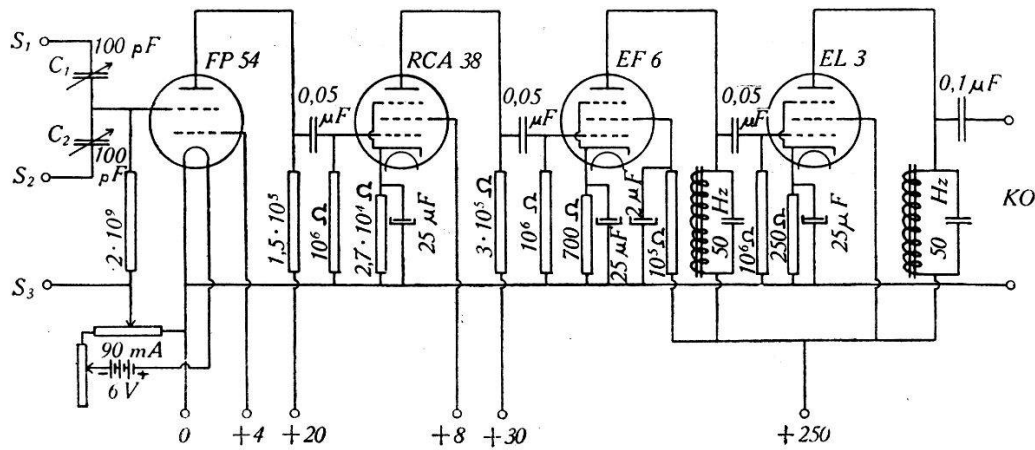 S₁
100 pF
C₁
C₂
100 pF
S₂
2·10⁹
S₃
90 mA
− +
6 V
FP 54
1,5·10⁵
0,05 μF
10⁶ Ω
RCA 38
2,7·10⁴ Ω
25 μF
3·10⁵ Ω
0,05 μF
10⁶ Ω
EF 6
700 Ω
25 μF
2 μF
10⁵ Ω
50 Hz
0,05 μF
10⁶ Ω
EL 3
250 Ω
25 μF
50 Hz
0,1 μF
KO
0
+4
+20
+8
+30
+250